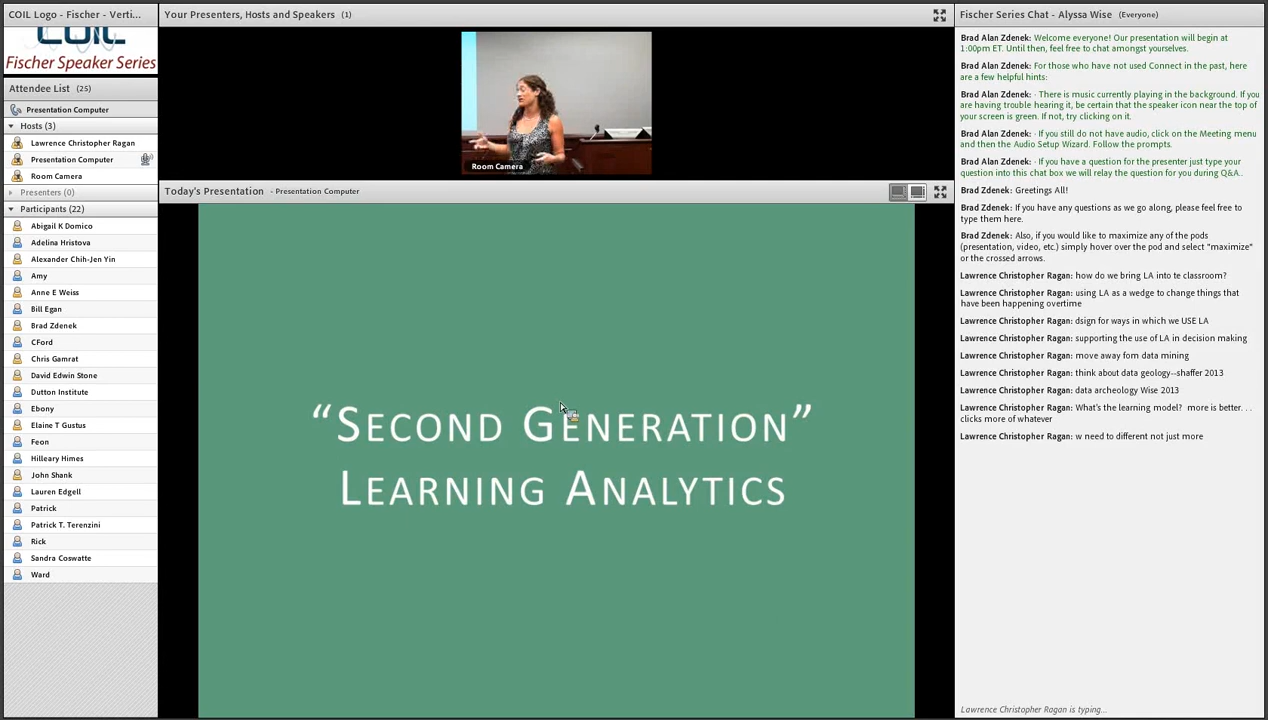 COIL Logo - Fischer - Verti...
COIL
Fischer Speaker Series
Attendee List (25)
Presentation Computer
Hosts (3)
Lawrence Christopher Ragan
Presentation Computer
Room Camera
Presenters (0)
Participants (22)
Abigail K Domico
Adelina Hristova
Alexander Chih-Jen Yin
Amy
Anne E Weiss
Bill Egan
Brad Zdenek
CFord
Chris Gamrat
David Edwin Stone
Dutton Institute
Ebony
Elaine T Gustus
Feon
Hilleary Himes
John Shank
Lauren Edgell
Patrick
Patrick T. Terenzini
Rick
Sandra Coswatte
Ward
Your Presenters, Hosts and Speakers (1)
Room Camera
Today's Presentation - Presentation Computer
“Second Generation”
Learning Analytics
Fischer Series Chat - Alyssa Wise (Everyone)
Brad Alan Zdenek: Welcome everyone! Our presentation will begin at
1:00pm ET. Until then, feel free to chat amongst yourselves.
Brad Alan Zdenek: For those who have not used Connect in the past, here
are a few helpful hints:
Brad Alan Zdenek: · There is music currently playing in the background. If you
are having trouble hearing it, be certain that the speaker icon near the top of
your screen is green. If not, try clicking on it.
Brad Alan Zdenek: · If you still do not have audio, click on the Meeting menu
and then the Audio Setup Wizard. Follow the prompts.
Brad Alan Zdenek: · If you have a question for the presenter just type your
question into this chat box we will relay the question for you during Q&A..
Brad Zdenek: Greetings All!
Brad Zdenek: If you have any questions as we go along, please feel free to
type them here.
Brad Zdenek: Also, if you would like to maximize any of the pods
(presentation, video, etc.) simply hover over the pod and select "maximize"
or the crossed arrows.
Lawrence Christopher Ragan: how do we bring LA into te classroom?
Lawrence Christopher Ragan: using LA as a wedge to change things that
have been happening overtime
Lawrence Christopher Ragan: dsign for ways in which we USE LA
Lawrence Christopher Ragan: supporting the use of LA in decision making
Lawrence Christopher Ragan: move away fom data mining
Lawrence Christopher Ragan: think about data geology--shaffer 2013
Lawrence Christopher Ragan: data archeology Wise 2013
Lawrence Christopher Ragan: What's the learning model? more is better. . .
clicks more of whatever
Lawrence Christopher Ragan: w need to different not just more
Lawrence Christopher Ragan is typing...